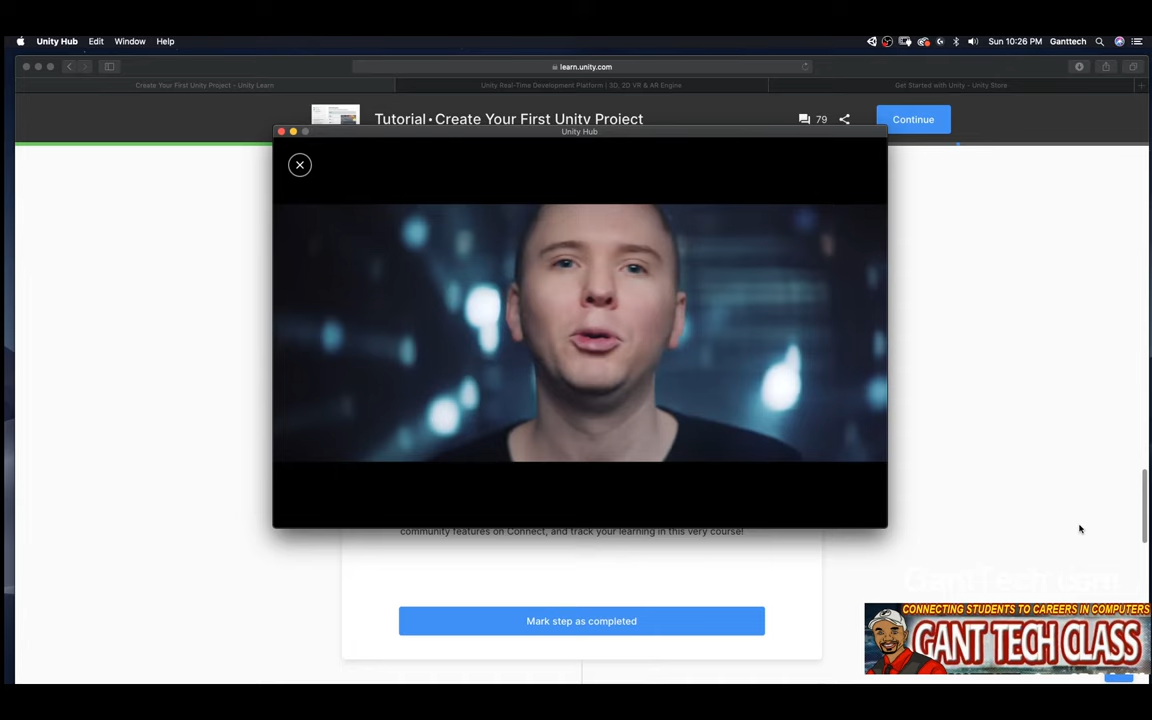 Unity Hub Edit Window Help
Sun 10:26 PM Ganttech
learn.unity.com
Create Your First Unity Project - Unity Learn
Unity Real-Time Development Platform | 3D, 2D VR & AR Engine
Get Started with Unity - Unity Store
Tutorial • Create Your First Unity Project
79
Continue
Unity Hub
community features on Connect, and track your learning in this very course!
GantTech.com
Mark step as completed
CONNECTING STUDENTS TO CAREERS IN COMPUTERS
GANT TECH CLASS